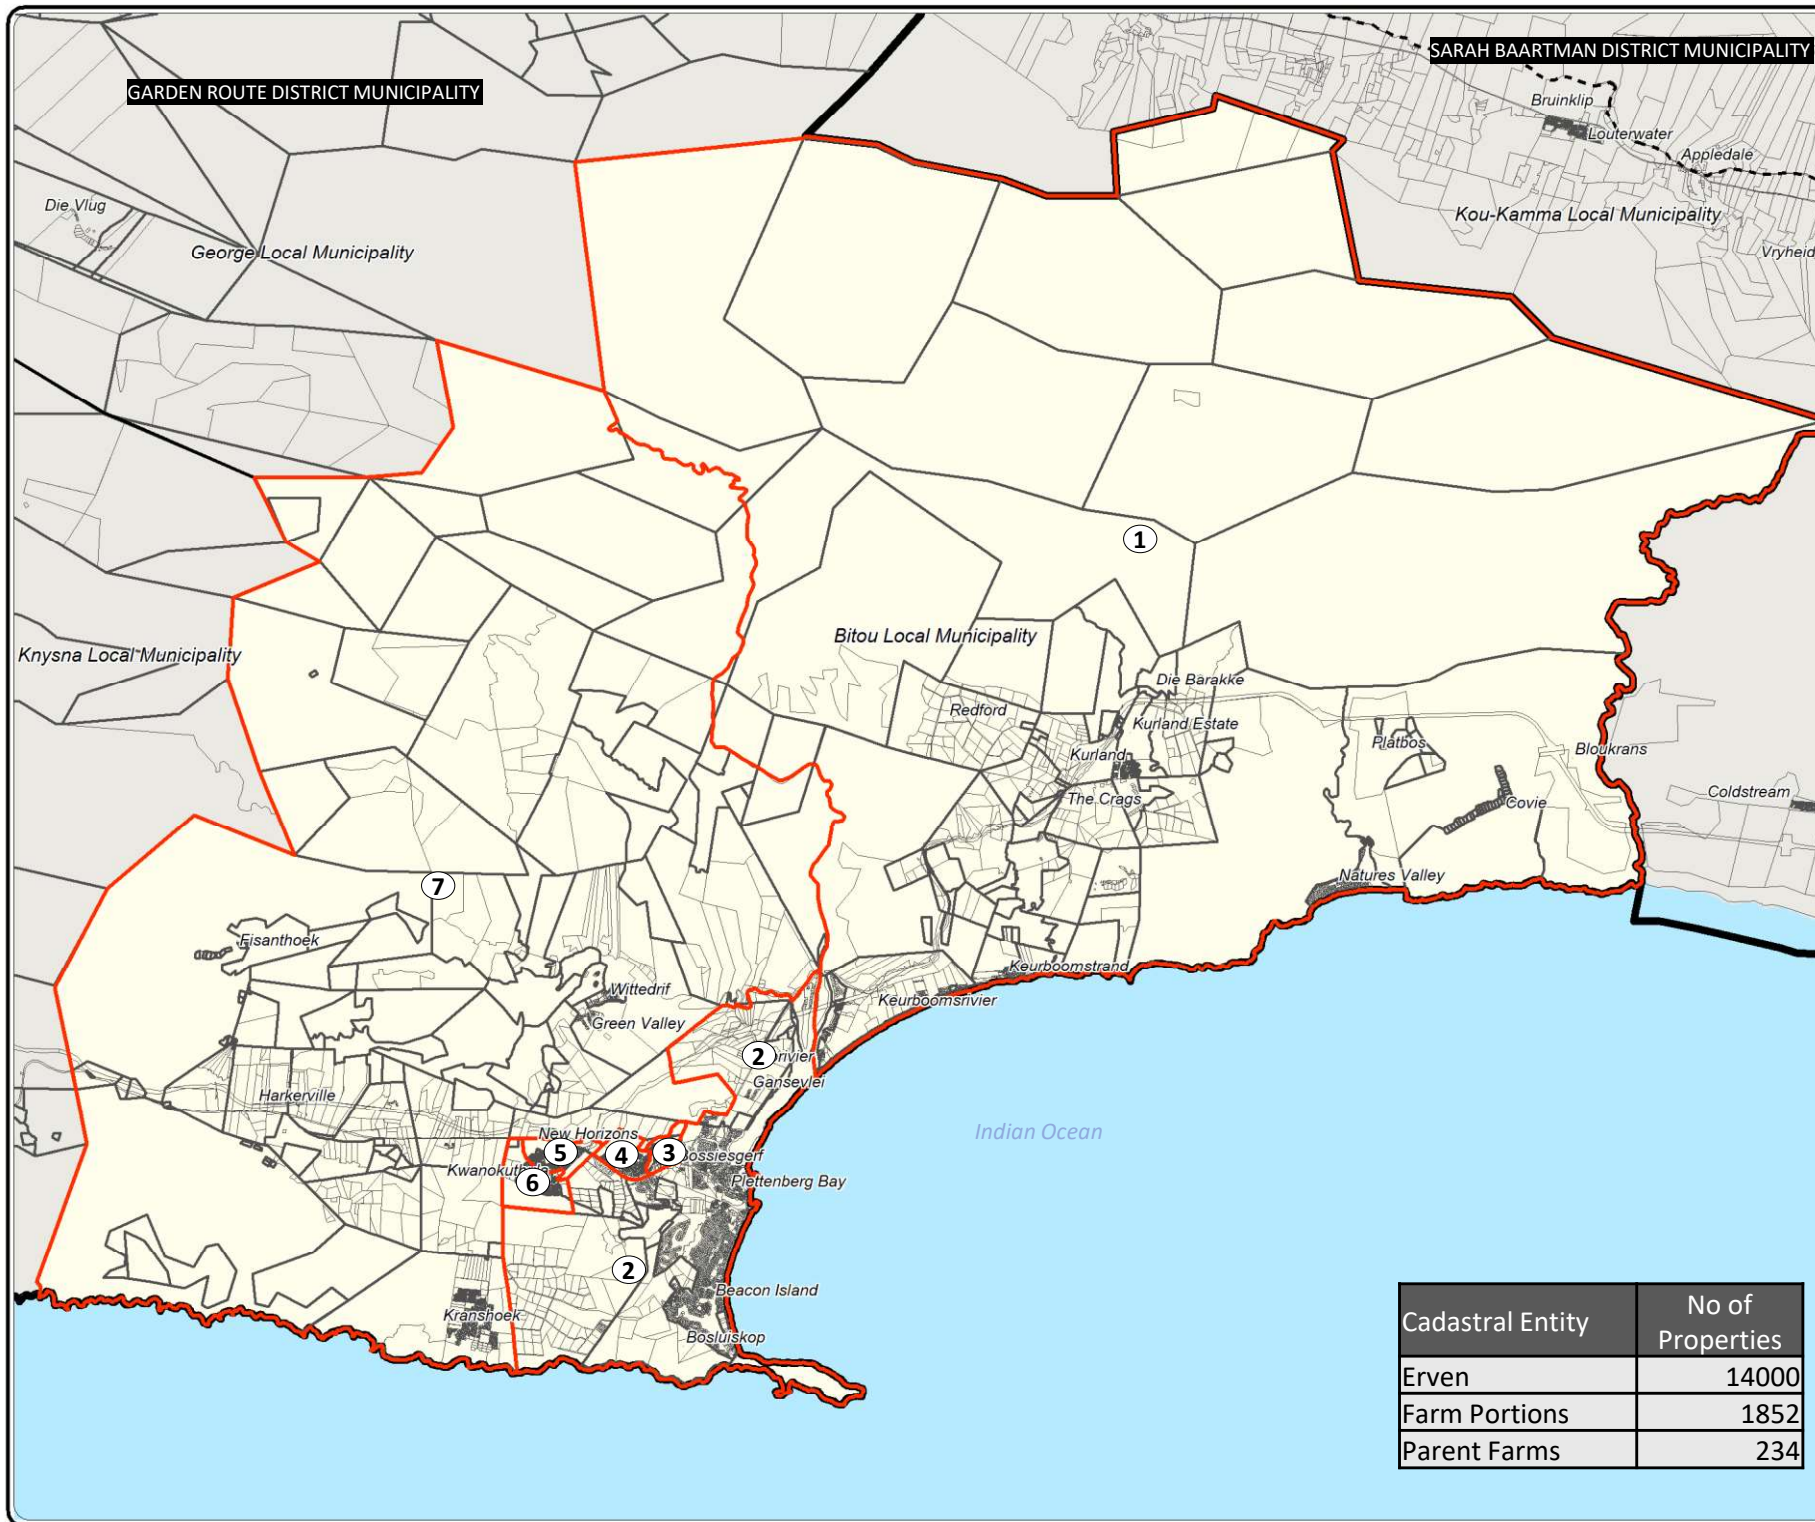 SARAH BAARTMAN DISTRICT MUNICIPALITY
GARDEN ROUTE DISTRICT MUNICIPALITY
Bruinklip
Louterwater
Appledale
Die Vlug
Kou-Kamma Local Municipality
George Local Municipality
Vryheid
1
Bitou Local Municipality
Knysna Local Municipality
Die Barakke
Redford
Kurland Estate
Platbos
Bloukrans
Kurland
Coldstream
The Crags
Covie
Natures Valley
7
Fisanthoek
Keurboomstrand
Wittedrif
Keurboomsrivier
Green Valley
2
rivier
Gansevlei
Harkerville
Indian Ocean
New Horizons
5
4
3
Bossiesgerf
6
Plettenberg Bay
2
Beacon Island
Kranshoek
Bosluiskop
Cadastral Entity
No of
Properties
Erven 14000
Farm Portions 1852
Parent Farms 234